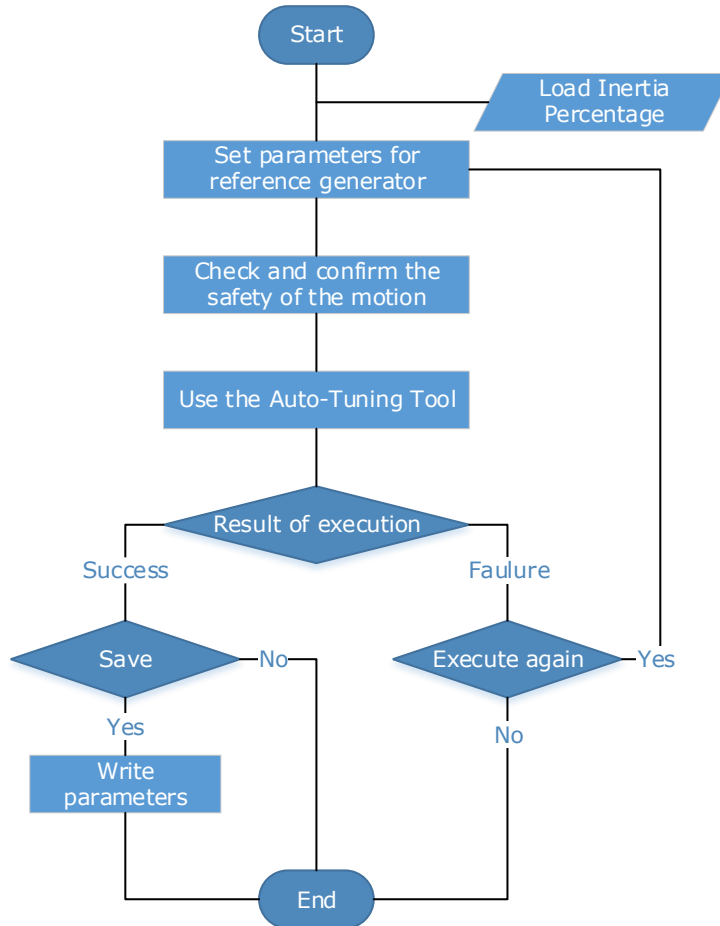 Start
Load Inertia
Percentage
Set parameters for
reference generator
Check and confirm the
safety of the motion
Use the Auto-Tuning Tool
Result of execution
Success
Faulure
Save
No
Execute again
Yes
Yes
No
Write
parameters
End